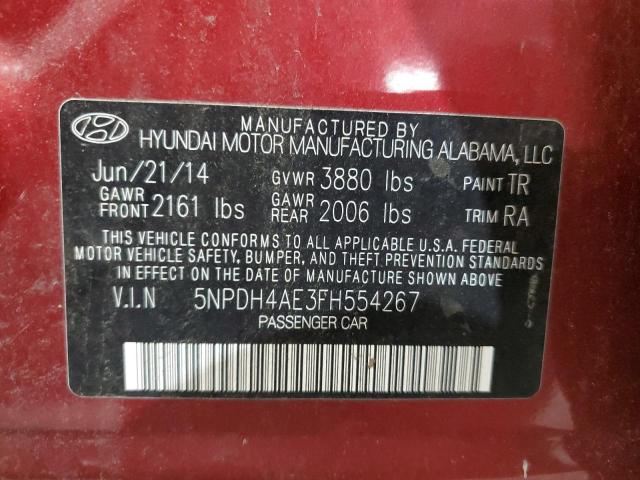 MANUFACTURED BY
HYUNDAI MOTOR MANUFACTURING ALABAMA, LLC
Jun/21/14 GVWR 3880 lbs PAINT TR
GAWR FRONT 2161 lbs GAWR REAR 2006 lbs TRIM RA
THIS VEHICLE CONFORMS TO ALL APPLICABLE U.S.A. FEDERAL
MOTOR VEHICLE SAFETY, BUMPER, AND THEFT PREVENTION STANDARDS
IN EFFECT ON THE DATE OF MANUFACTURE SHOWN ABOVE
V.I.N 5NPDH4AE3FH554267
PASSENGER CAR